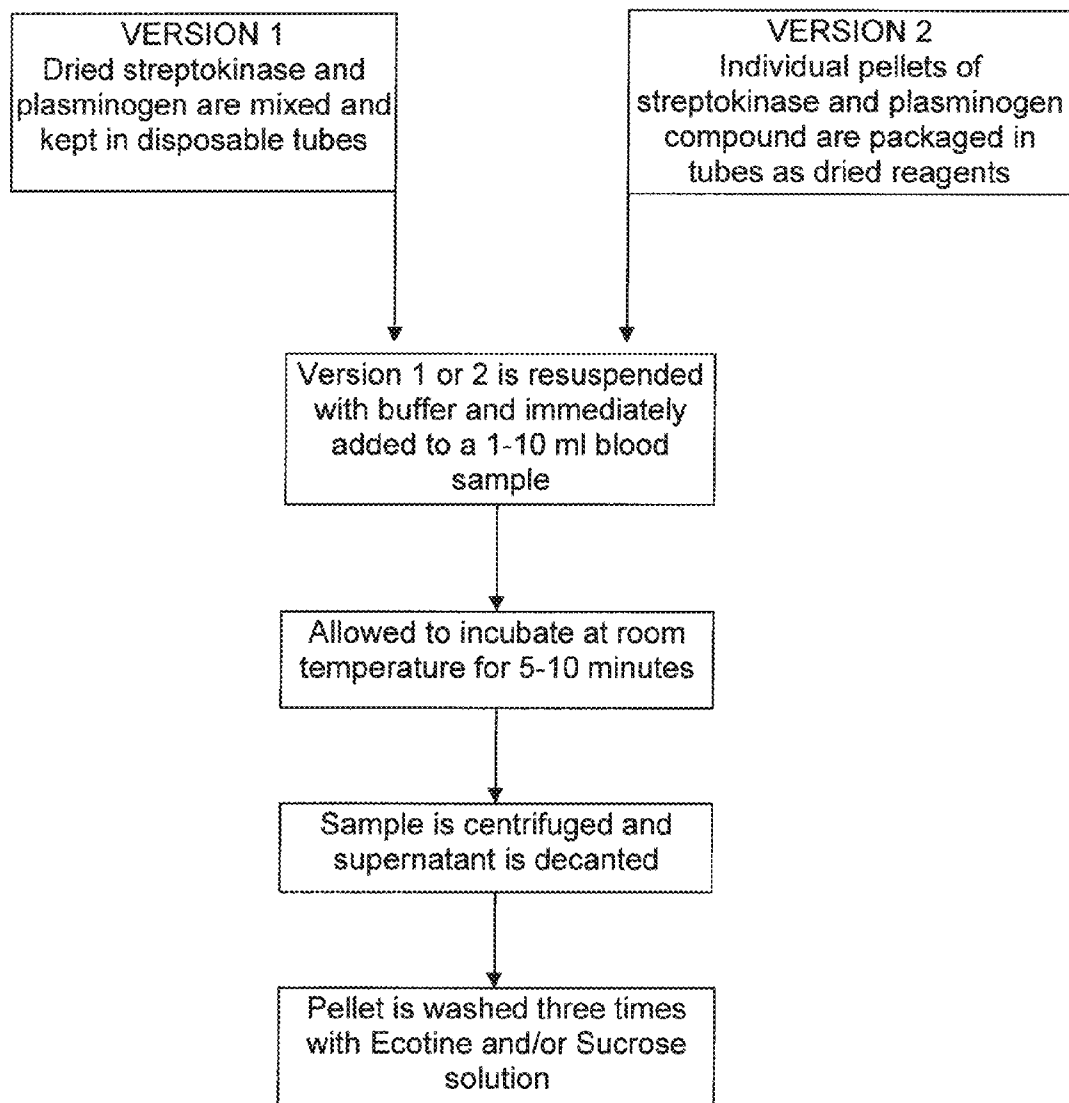 VERSION 1
Dried streptokinase and
plasminogen are mixed and
kept in disposable tubes
VERSION 2
Individual pellets of
streptokinase and plasminogen
compound are packaged in
tubes as dried reagents
Version 1 or 2 is resuspended
with buffer and immediately
added to a 1-10 ml blood
sample
Allowed to incubate at room
temperature for 5-10 minutes
Sample is centrifuged and
supernatant is decanted
Pellet is washed three times
with Ecotine and/or Sucrose
solution